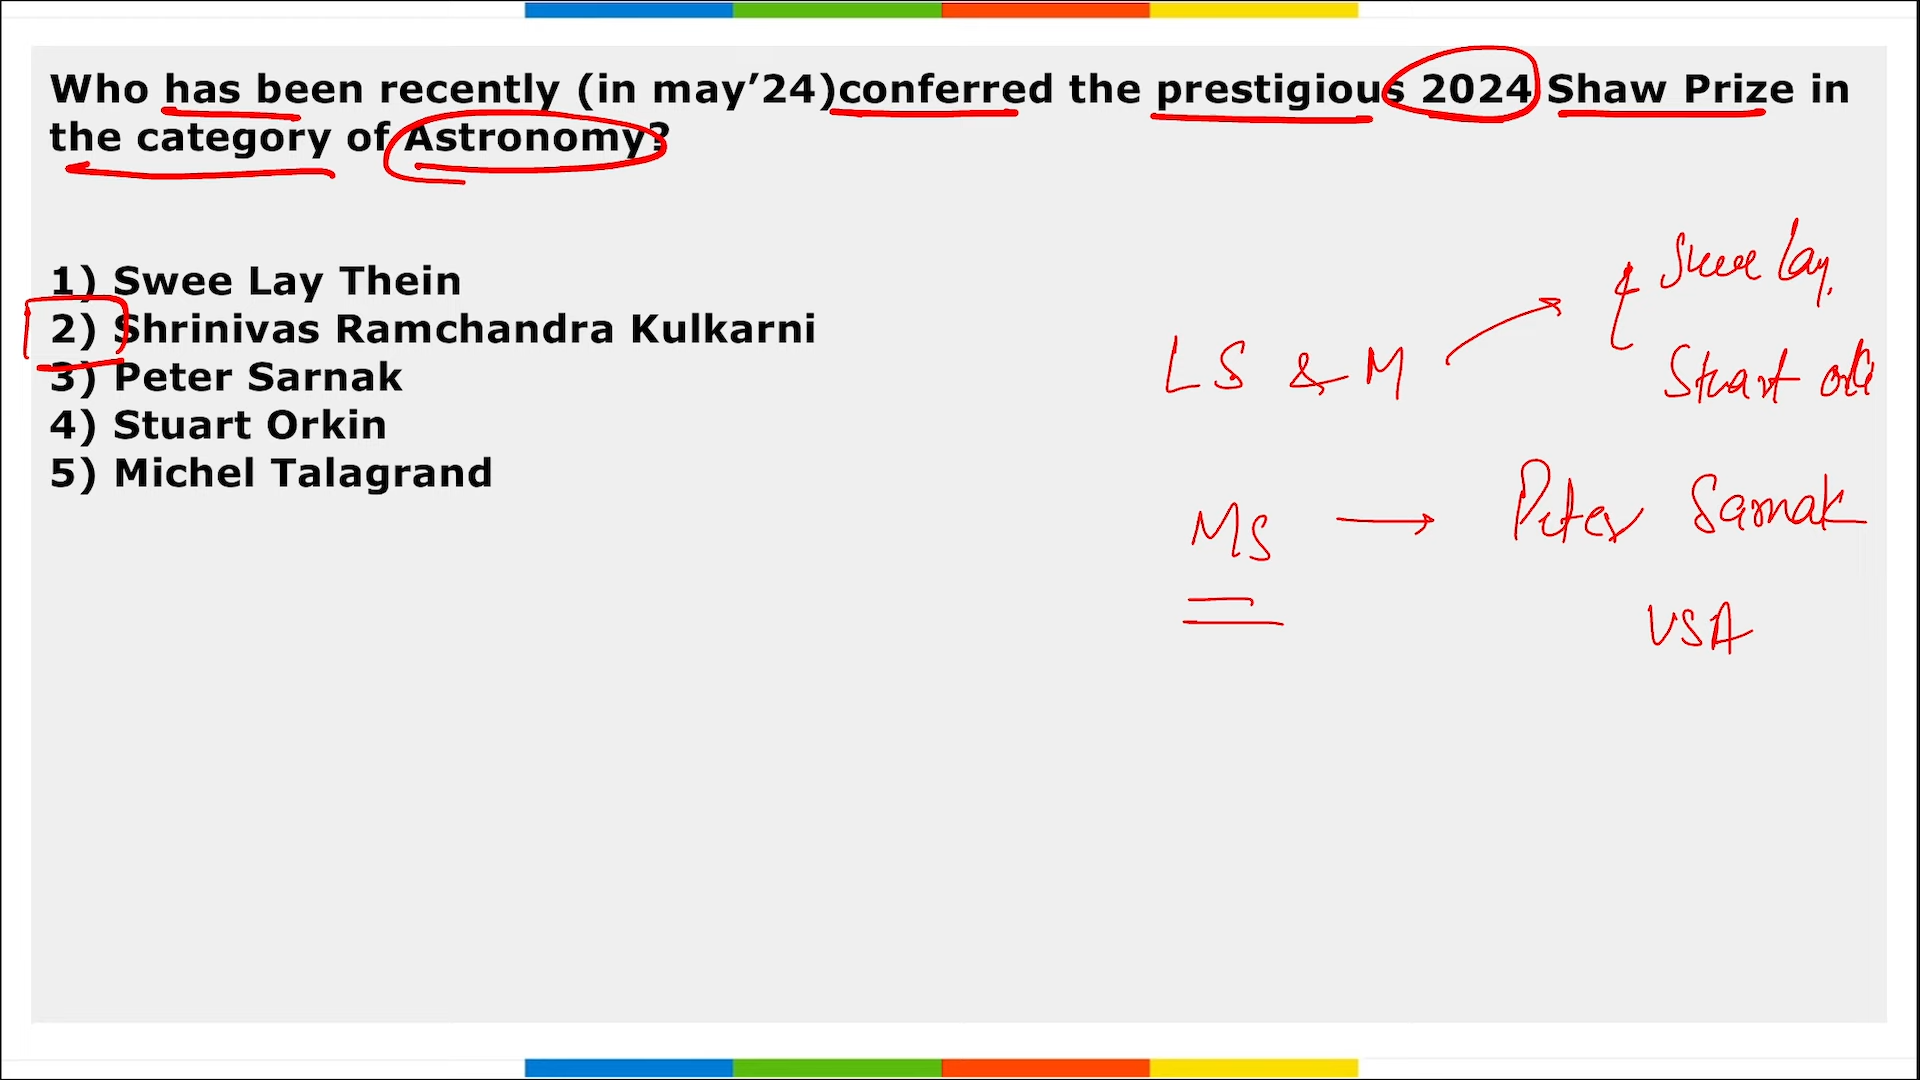 Who has been recently (in may’24)conferred the prestigious 2024 Shaw Prize in
the category of Astronomy?
1) Swee Lay Thein
2) Shrinivas Ramchandra Kulkarni
3) Peter Sarnak
4) Stuart Orkin
5) Michel Talagrand
Swee Lay
LS & M
Stuart
MS → Peter Sarnak
USA